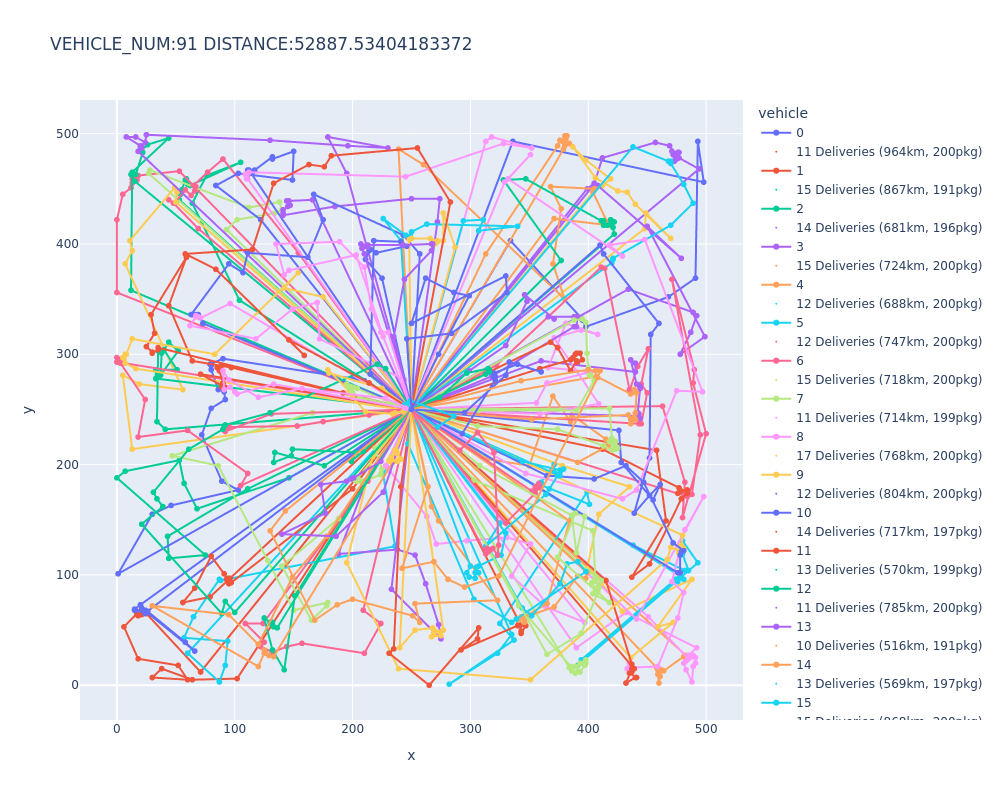 VEHICLE_NUM:91 DISTANCE:52887.53404183372
vehicle
0
11 Deliveries (964km, 200pkg)
1
15 Deliveries (867km, 191pkg)
2
14 Deliveries (681km, 196pkg)
3
15 Deliveries (724km, 200pkg)
4
12 Deliveries (688km, 200pkg)
5
12 Deliveries (747km, 200pkg)
6
15 Deliveries (718km, 200pkg)
7
11 Deliveries (714km, 199pkg)
8
17 Deliveries (768km, 200pkg)
9
12 Deliveries (804km, 200pkg)
10
14 Deliveries (717km, 197pkg)
11
13 Deliveries (570km, 199pkg)
12
11 Deliveries (785km, 200pkg)
13
10 Deliveries (516km, 191pkg)
14
13 Deliveries (569km, 197pkg)
15
500
400
300
200
100
0
y
0 100 200 300 400 500
x